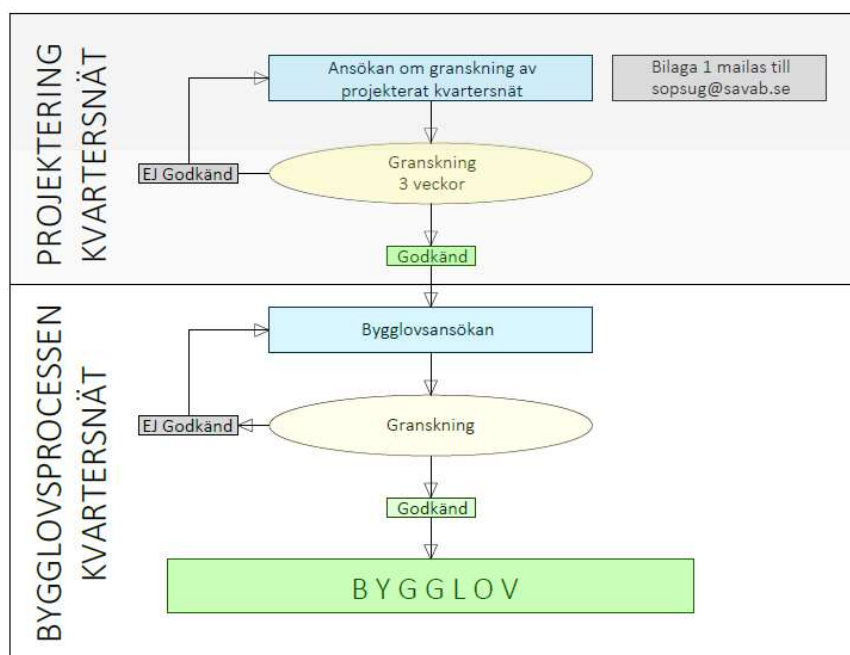 PROJEKTERING
KVARTERSNÄT
Ansökan om granskning av
projekterat kvartersnät
Bilaga 1 mailas till
sopsug@savab.se
EJ Godkänd
Granskning
3 veckor
Godkänd
BYGGLOVSPROCESSEN
KVARTERSNÄT
Bygglovsansökan
EJ Godkänd
Granskning
Godkänd
BYGGLOV